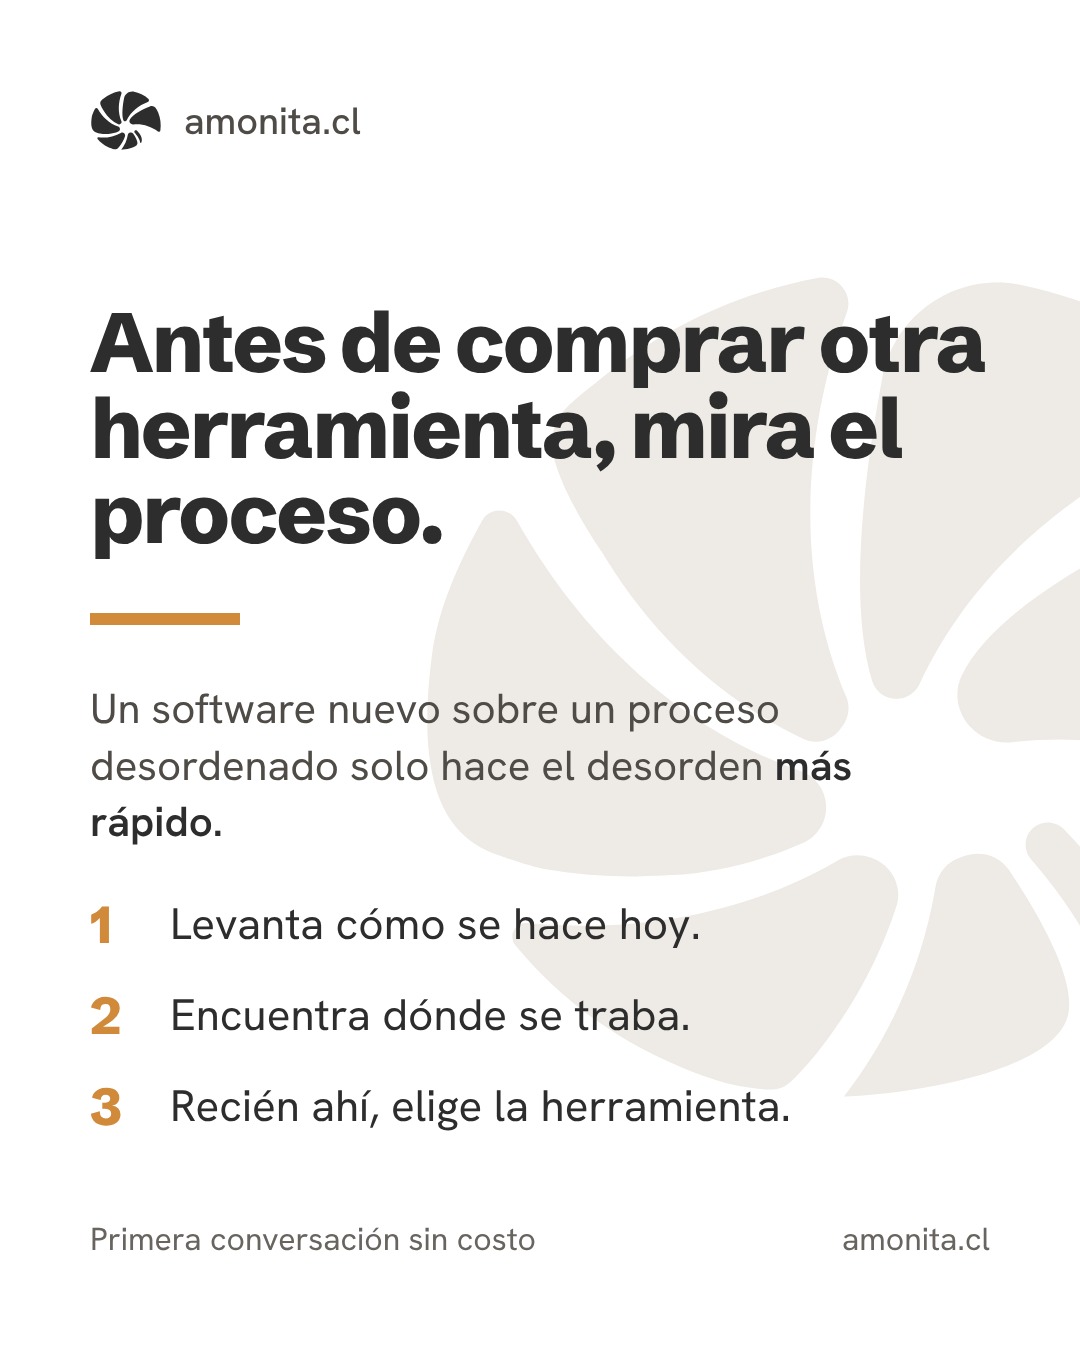 amonita.cl
Antes de comprar otra
herramienta, mira el
proceso.
Un software nuevo sobre un proceso
desordenado solo hace el desorden más
rápido.
1 Levanta cómo se hace hoy.
2 Encuentra dónde se traba.
3 Recién ahí, elige la herramienta.
Primera conversación sin costo amonita.cl